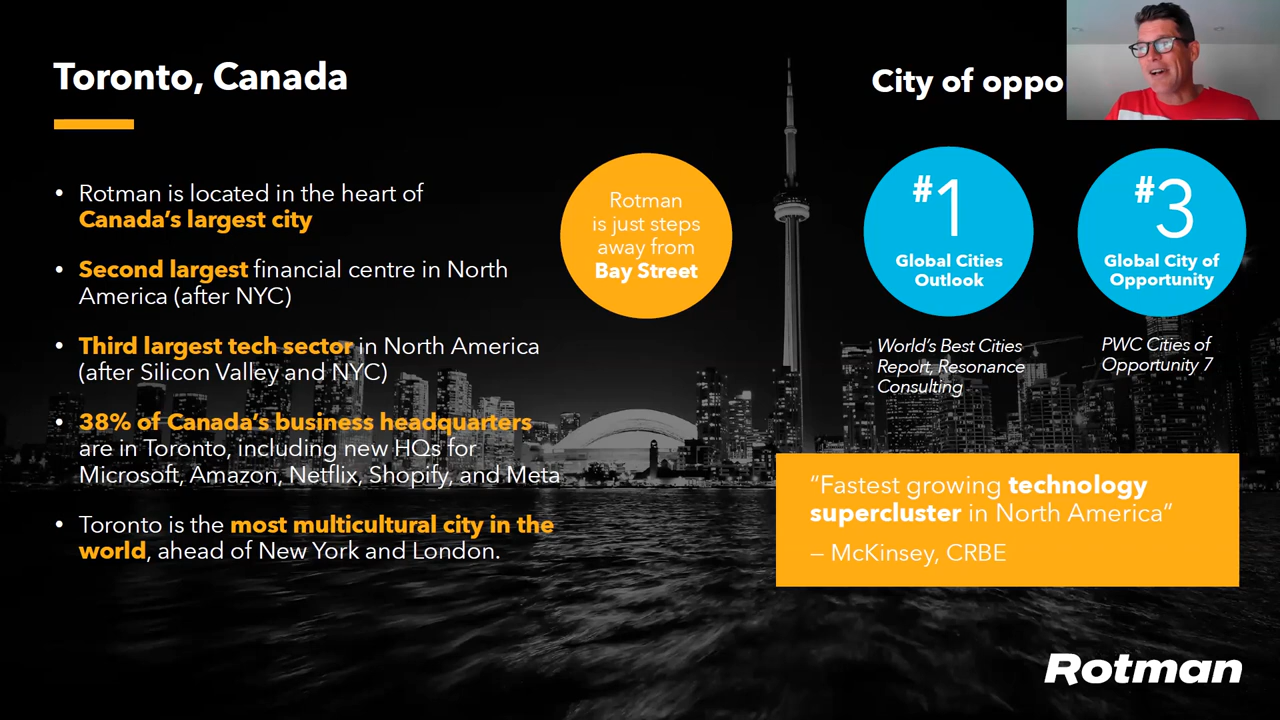 Toronto, Canada
City of oppo
• Rotman is located in the heart of
Canada's largest city
• Second largest financial centre in North
America (after NYC)
• Third largest tech sector in North America
(after Silicon Valley and NYC)
• 38% of Canada's business headquarters
are in Toronto, including new HQs for
Microsoft, Amazon, Netflix, Shopify, and Meta
• Toronto is the most multicultural city in the
world, ahead of New York and London.
Rotman
is just steps
away from
Bay Street
#1
Global Cities
Outlook
World's Best Cities
Report, Resonance
Consulting
#3
Global City of
Opportunity
PWC Cities of
Opportunity 7
"Fastest growing technology
supercluster in North America"
– McKinsey, CRBE
Rotman